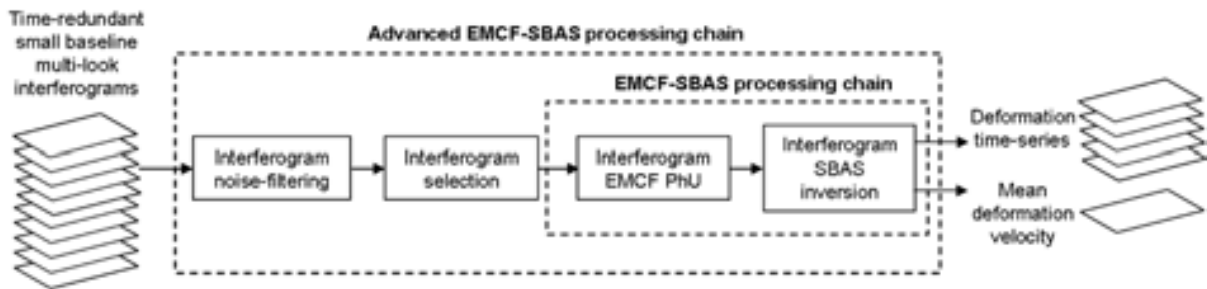 Time-redundant
small baseline
multi-look
interferograms
Advanced EMCF-SBAS processing chain
EMCF-SBAS processing chain
Interferogram
noise-filtering
Interferogram
selection
Interferogram
EMCF PhU
Interferogram
SBAS
inversion
Deformation
time-series
Mean
deformation
velocity